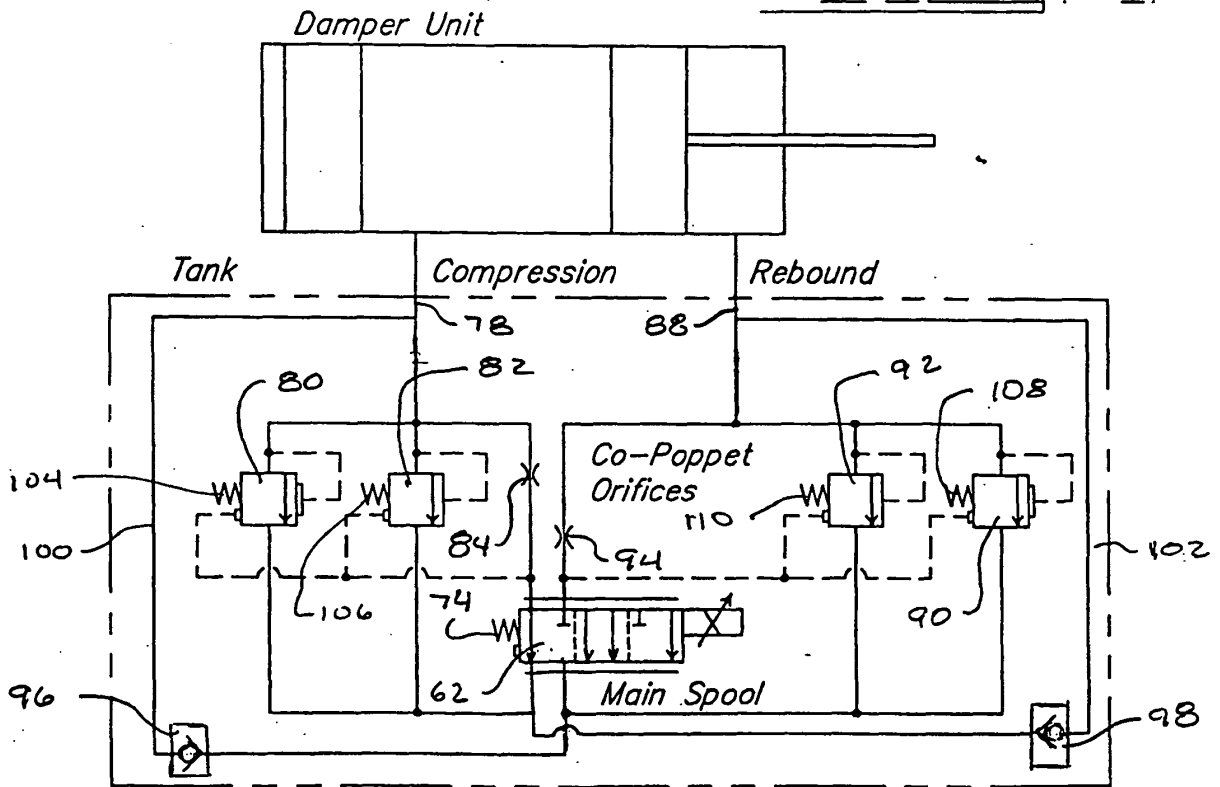 Damper Unit
Tank
Compression
Rebound
78
88
80
82
92
108
104
Co-Poppet
Orifices
110
84
100
94
102
106
74
90
62
Main Spool
96
98